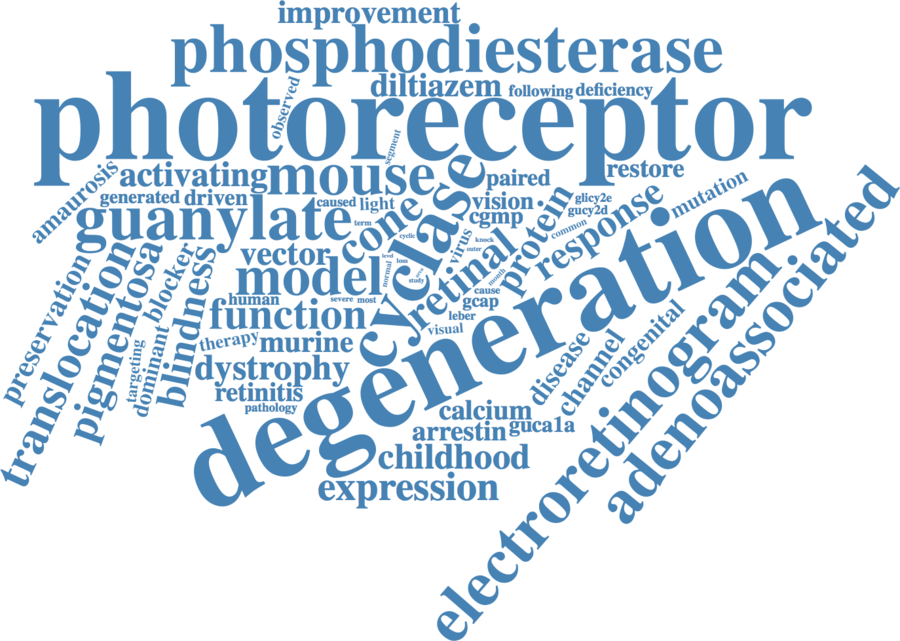 improvement
phosphodiesterase
diltiazem
following
deficiency
observed
photoreceptor
segment
amaurosis
activating
mouse
paired
restore
generated
driven
caused
light
vision
glicy2e
gucy2d
mutation
guanylate
term
cone
cyclase
cgmp
protein
response
common
cyclic
virus
knock
outer
vector
level
loss
retinal
month
model
normal
area
study
cause
gcap
preservation
translocation
pigmentosa
blocker
blindness
human
severe
most
function
leber
visual
therapy
murine
targeting
dominant
dystrophy
retinitis
pathology
degeneration
disease
channel
congenital
calcium
arrestin
guca1a
childhood
expression
electroretinogram
adenoassociated